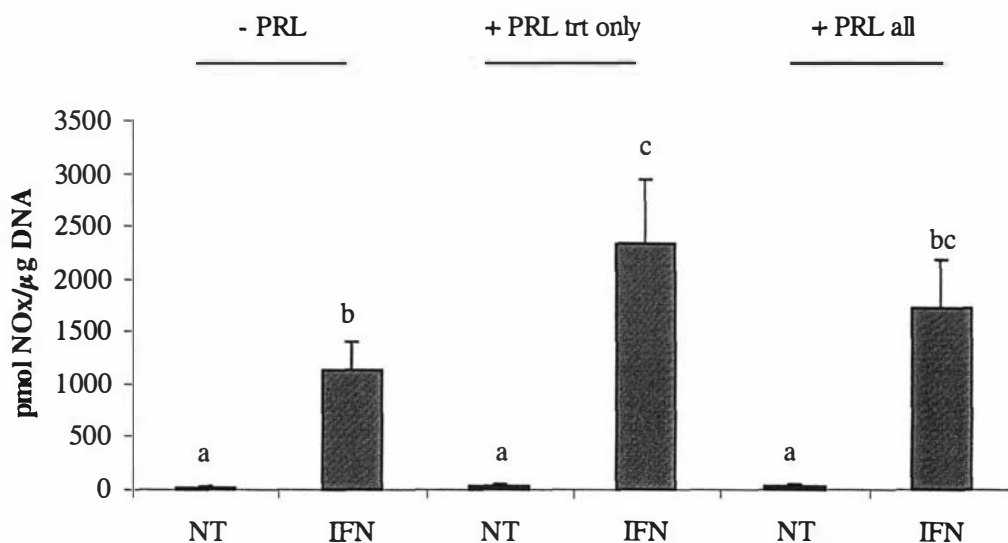 - PRL + PRL trt only + PRL all
pmol NOx/µg DNA
3500
3000
2500
2000
1500
1000
500
0
a b a c a bc
NT IFN NT IFN NT IFN